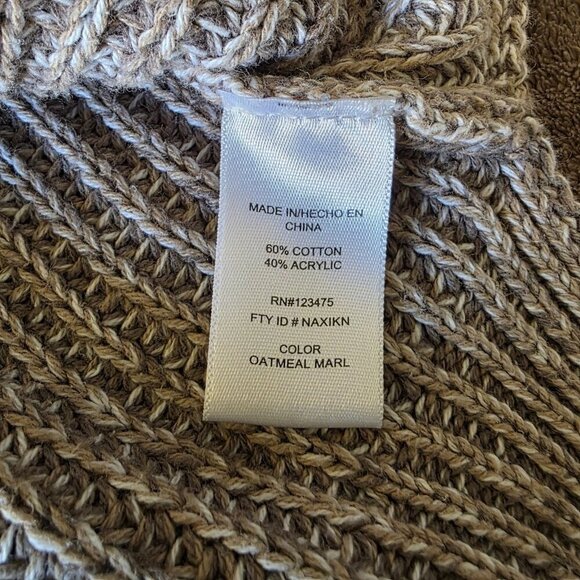 MADE IN/HECHO EN
CHINA
60% COTTON
40% ACRYLIC
RN#123475
FTY ID # NAXIKN
COLOR
OATMEAL MARL